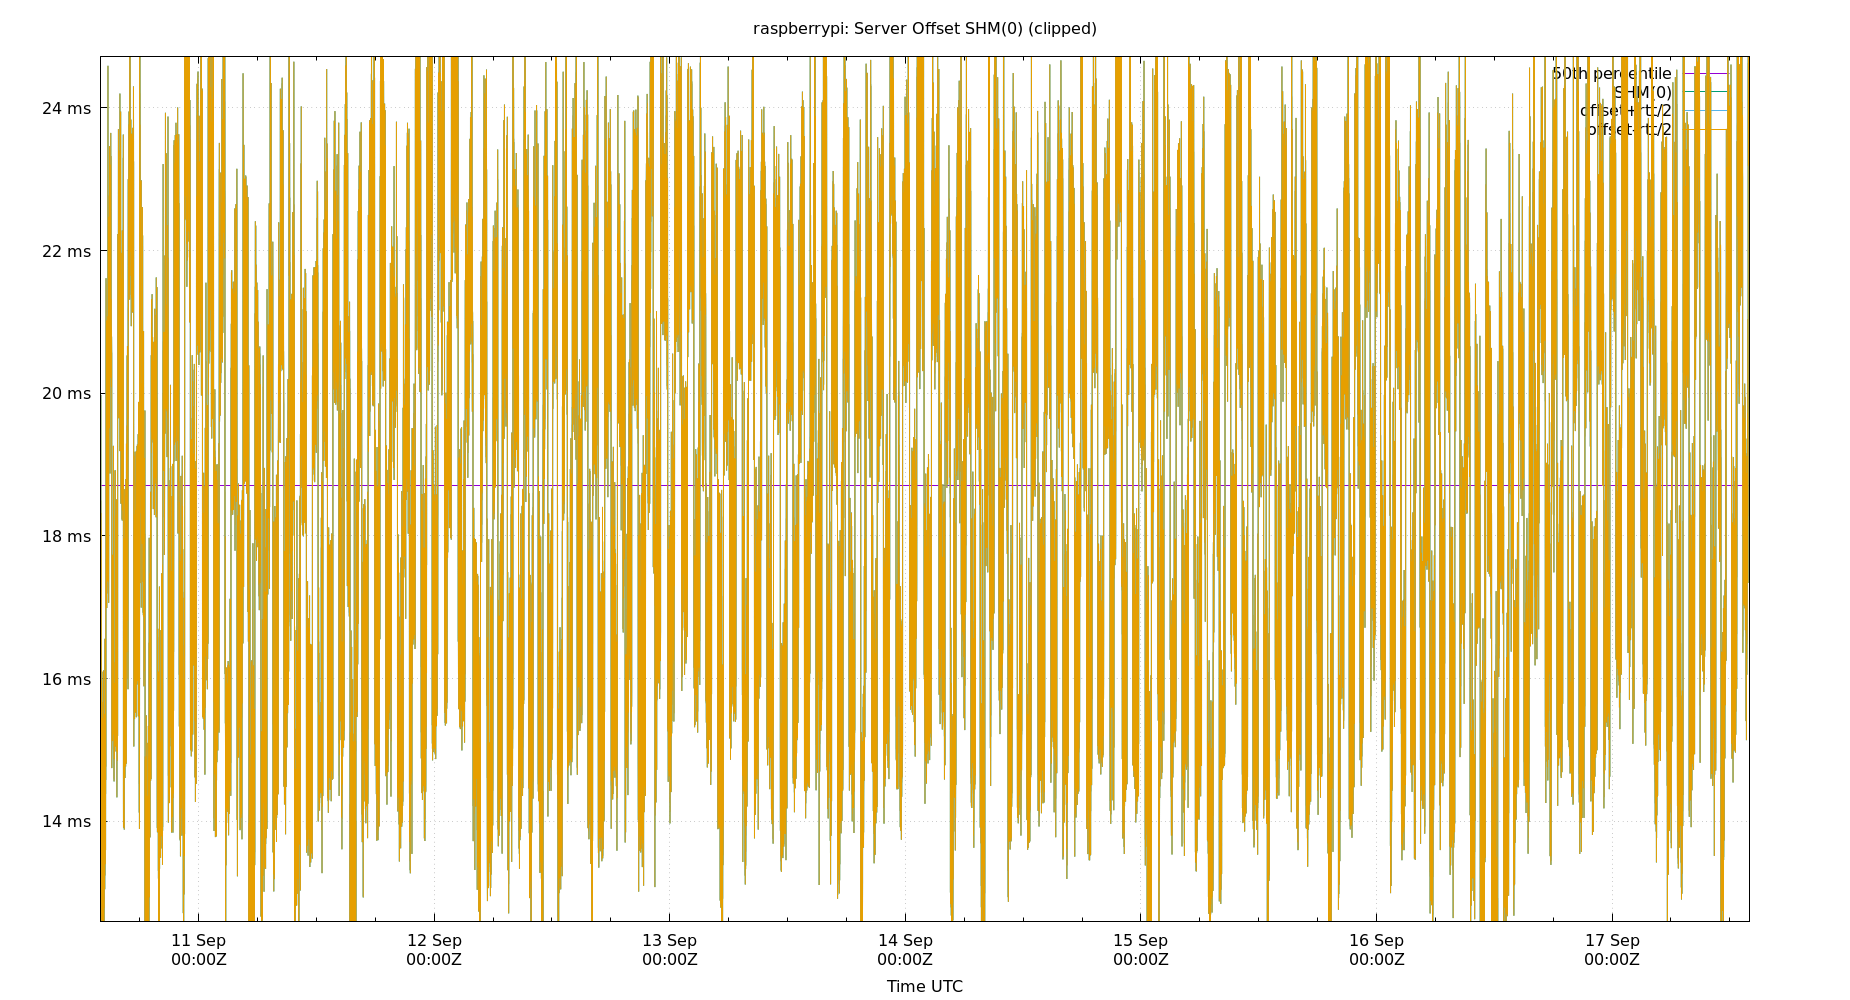 raspberrypi: Server Offset SHM(0) (clipped)
50th percentile
SHM(0)
offset+rtt/2
offset-rtt/2
24 ms
22 ms
20 ms
18 ms
16 ms
14 ms
11 Sep
00:00Z
12 Sep
00:00Z
13 Sep
00:00Z
14 Sep
00:00Z
15 Sep
00:00Z
16 Sep
00:00Z
17 Sep
00:00Z
Time UTC